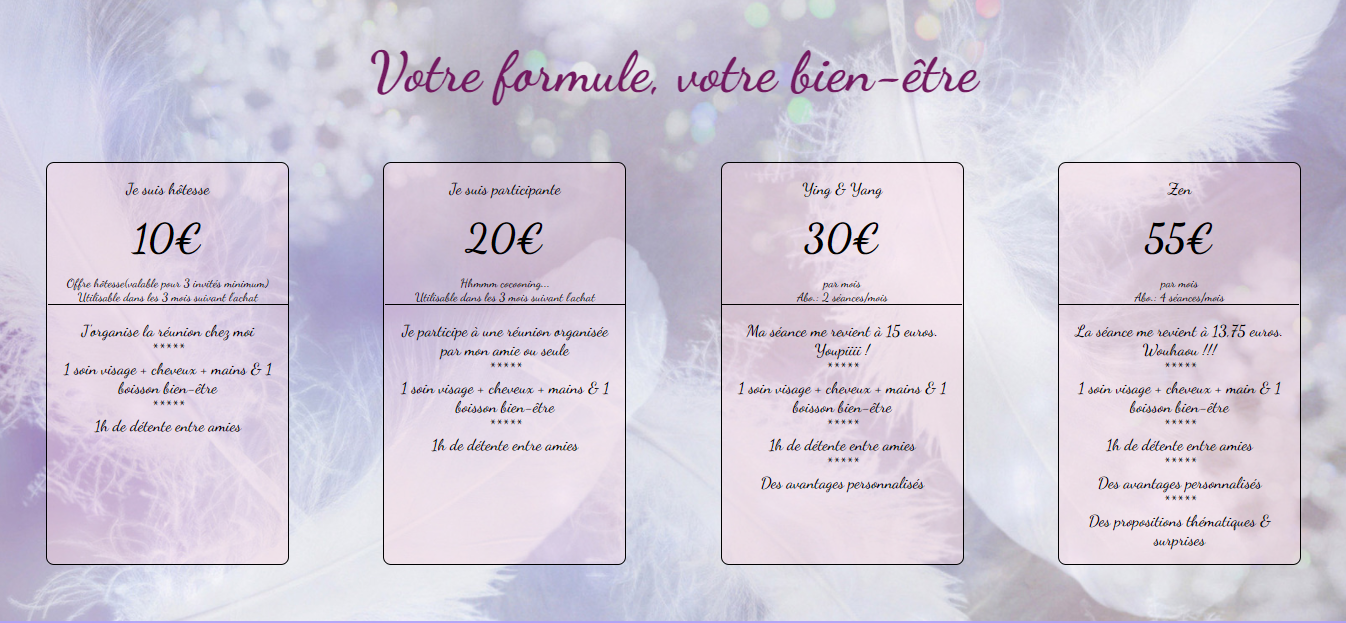 Votre formule, votre bien-être
Je suis hôtesse
10€
Offre hôtesse(valable pour 3 invités minimum)
Utilisable dans les 3 mois suivant l'achat
J'organise la réunion chez moi
*****
1 soin visage + cheveux + mains & 1
boisson bien-être
*****
1h de détente entre amies
Je suis participante
20€
Hhmmm cocooning...
Utilisable dans les 3 mois suivant l'achat
Je participe à une réunion organisée
par mon amie ou seule
*****
1 soin visage + cheveux + mains & 1
boisson bien-être
*****
1h de détente entre amies
Ying & Yang
30€
par mois
Abo.: 2 séances/mois
Ma séance me revient à 15 euros.
Youpiiii !
*****
1 soin visage + cheveux + mains & 1
boisson bien-être
*****
1h de détente entre amies
*****
Des avantages personnalisés
Zen
55€
par mois
Abo.: 4 séances/mois
La séance me revient à 13,75 euros.
Wouhaou !!!
*****
1 soin visage + cheveux + main & 1
boisson bien-être
*****
1h de détente entre amies
*****
Des avantages personnalisés
*****
Des propositions thématiques &
surprises